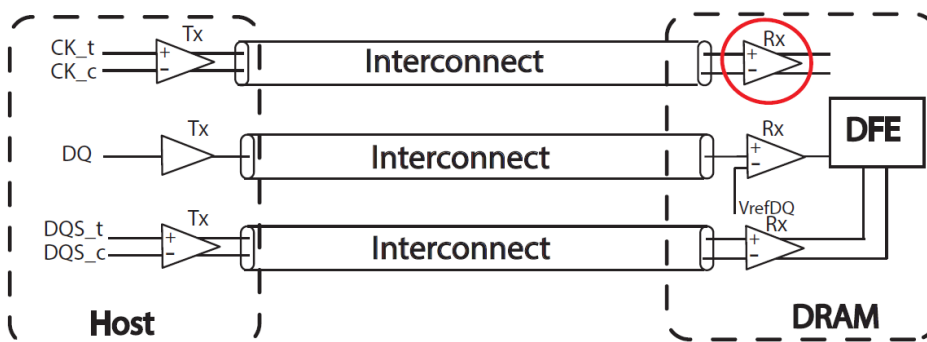 Tx
Rx
CK_t
CK_c
+
−
Interconnect
+
−
Tx
Rx
DFE
DQ
Interconnect
+
−
VrefDQ
Tx
Rx
DQS_t
DQS_c
+
−
Interconnect
+
−
Host
DRAM